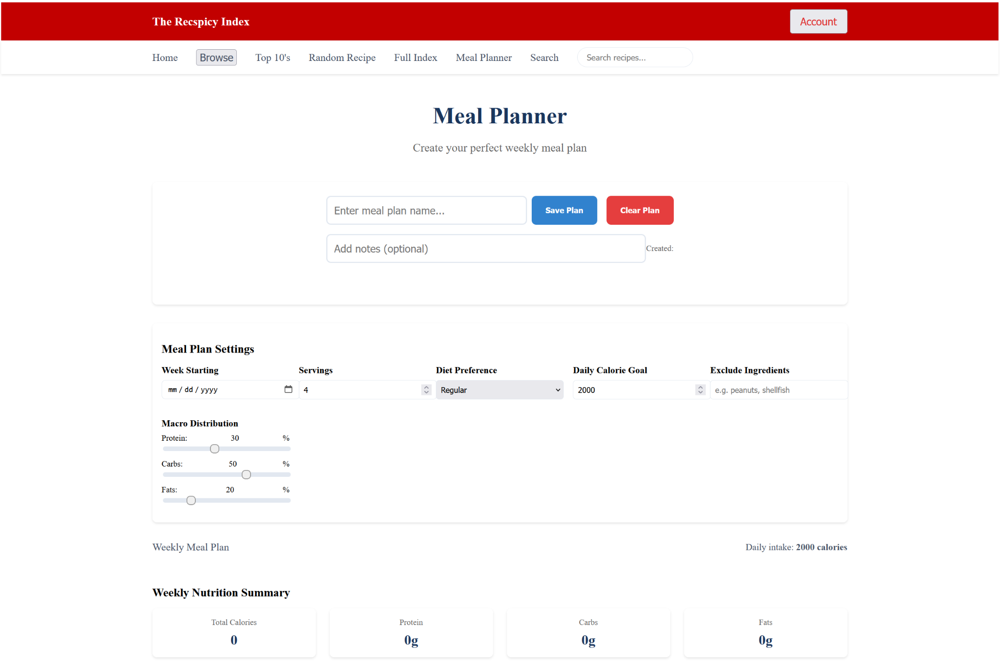 The Recspicy Index
Account
Home Browse Top 10's Random Recipe Full Index Meal Planner Search Search recipes...
Meal Planner
Create your perfect weekly meal plan
Enter meal plan name... Save Plan Clear Plan
Add notes (optional) Created:
Meal Plan Settings
Week Starting Servings Diet Preference Daily Calorie Goal Exclude Ingredients
mm / dd / yyyy 4 Regular 2000 e.g. peanuts, shellfish
Macro Distribution
Protein: 30 %
Carbs: 50 %
Fats: 20 %
Weekly Meal Plan Daily intake: 2000 calories
Weekly Nutrition Summary
Total Calories Protein Carbs Fats
0 0g 0g 0g